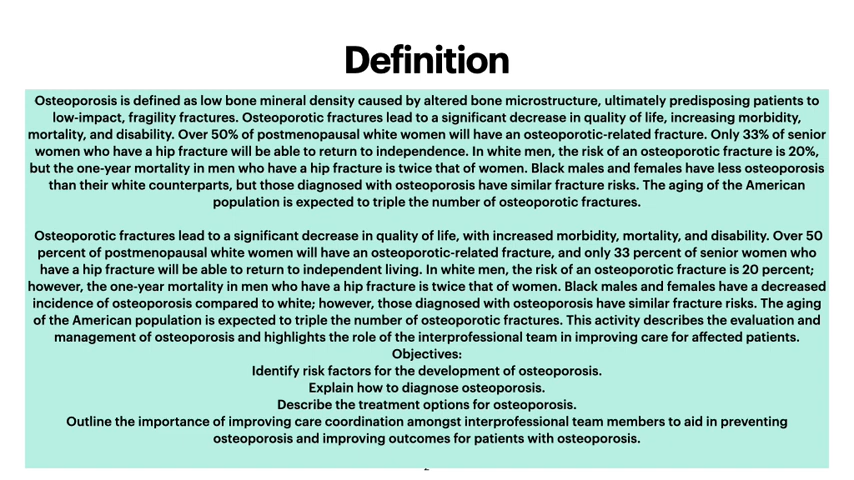 Definition
Osteoporosis is defined as low bone mineral density caused by altered bone microstructure, ultimately predisposing patients to
low-impact, fragility fractures. Osteoporotic fractures lead to a significant decrease in quality of life, increasing morbidity,
mortality, and disability. Over 50% of postmenopausal white women will have an osteoporotic-related fracture. Only 33% of senior
women who have a hip fracture will be able to return to independence. In white men, the risk of an osteoporotic fracture is 20%,
but the one-year mortality in men who have a hip fracture is twice that of women. Black males and females have less osteoporosis
than their white counterparts, but those diagnosed with osteoporosis have similar fracture risks. The aging of the American
population is expected to triple the number of osteoporotic fractures.
Osteoporotic fractures lead to a significant decrease in quality of life, with increased morbidity, mortality, and disability. Over 50
percent of postmenopausal white women will have an osteoporotic-related fracture, and only 33 percent of senior women who
have a hip fracture will be able to return to independent living. In white men, the risk of an osteoporotic fracture is 20 percent;
however, the one-year mortality in men who have a hip fracture is twice that of women. Black males and females have a decreased
incidence of osteoporosis compared to white; however, those diagnosed with osteoporosis have similar fracture risks. The aging
of the American population is expected to triple the number of osteoporotic fractures. This activity describes the evaluation and
management of osteoporosis and highlights the role of the interprofessional team in improving care for affected patients.
Objectives:
Identify risk factors for the development of osteoporosis.
Explain how to diagnose osteoporosis.
Describe the treatment options for osteoporosis.
Outline the importance of improving care coordination amongst interprofessional team members to aid in preventing
osteoporosis and improving outcomes for patients with osteoporosis.